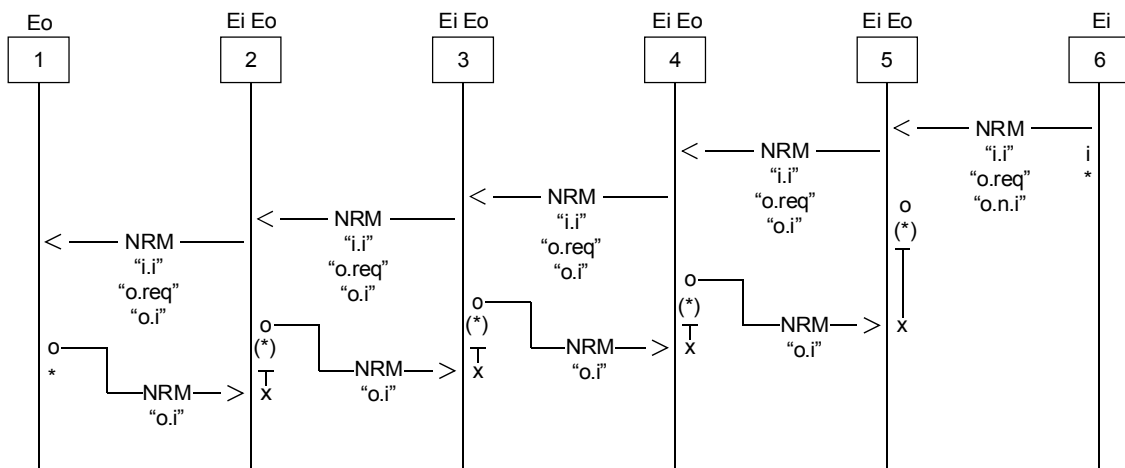 Eo Ei Eo Ei Eo Ei Eo Ei Eo Ei
1 2 3 4 5 6
NRM
“i.i”
“o.req”
“o.n.i”
i
*
NRM
“i.i”
“o.req”
“o.i”
o
(*)
x
NRM
“i.i”
“o.req”
“o.i”
o
(*)
x
NRM
“o.i”
NRM
“i.i”
“o.req”
“o.i”
o
(*)
x
NRM
“o.i”
NRM
“i.i”
“o.req”
“o.i”
o
(*)
x
NRM
“o.i”
o
*
NRM
“o.i”